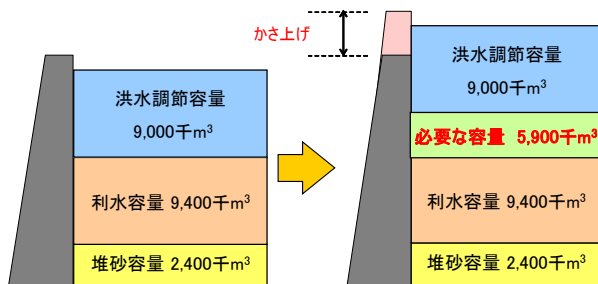 洪水調節容量
9,000千m³
利水容量 9,400千m³
堆砂容量 2,400千m³
かさ上げ
洪水調節容量
9,000千m³
必要な容量 5,900千m³
利水容量 9,400千m³
堆砂容量 2,400千m³